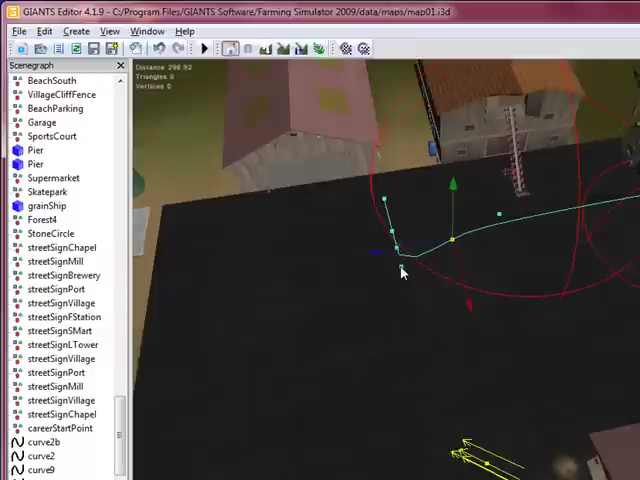 GIANTS Editor 4.1.9 - C:/Program Files/GIANTS Software/Farming Simulator 2009/data/maps/map01.i3d
File Edit Create View Window Help
Scenegraph
Distance 298.92
Triangles 0
Vertices 0
BeachSouth
VillageCliffFence
BeachParking
Garage
SportsCourt
Pier
Pier
Supermarket
Skatepark
grainShip
Forest4
StoneCircle
streetSignChapel
streetSignMill
streetSignBrewery
streetSignPort
streetSignVillage
streetSignFStation
streetSignSMart
streetSignLTower
streetSignVillage
streetSignPort
streetSignMill
streetSignVillage
streetSignChapel
careerStartPoint
curve2b
curve2
curve9